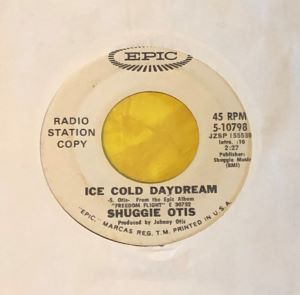 EPIC
RADIO
STATION
COPY
45 RPM
5-10798
JZSP 155539
Intro. :16
2:27
Publisher:
Shuggie Music
(BMI)
ICE COLD DAYDREAM
-S. Otis- From the Epic Album
"FREEDOM FLIGHT" E 30752
SHUGGIE OTIS
Produced by Johnny Otis
"EPIC," MARCAS REG. T.M. PRINTED IN U.S.A.